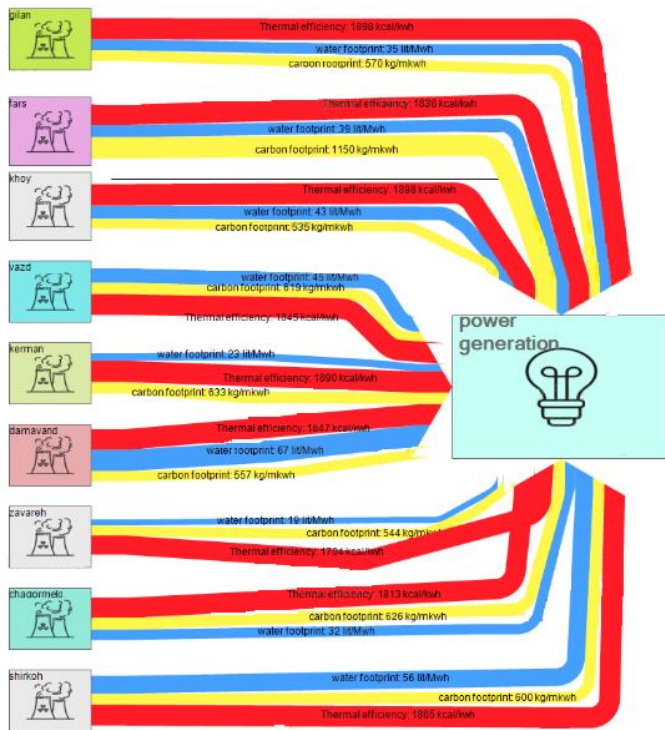 gilan
Thermal efficiency: 1898 kcal/kwh
water footprint: 35 lit/Mwh
carbon footprint: 570 kg/mkwh
fars
Thermal efficiency: 1836 kcal/kwh
water footprint: 39 lit/Mwh
carbon footprint: 1150 kg/mkwh
khoy
Thermal efficiency: 1898 kcal/kwh
water footprint: 43 lit/Mwh
carbon footprint: 535 kg/mkwh
yazd
water footprint: 45 lit/Mwh
carbon footprint: 619 kg/mkwh
Thermal efficiency: 1845 kcal/kwh
power
generation
kerman
water footprint: 23 lit/Mwh
Thermal efficiency: 1890 kcal/kwh
carbon footprint: 633 kg/mkwh
damavand
Thermal efficiency: 1847 kcal/kwh
water footprint: 67 lit/Mwh
carbon footprint: 557 kg/mkwh
zavareh
water footprint: 19 lit/Mwh
carbon footprint: 544 kg/mkwh
Thermal efficiency: 1794 kcal/kwh
chaqormelo
Thermal efficiency: 1813 kcal/kwh
carbon footprint: 626 kg/mkwh
water footprint: 32 lit/Mwh
shirkoh
water footprint: 56 lit/Mwh
carbon footprint: 600 kg/mkwh
Thermal efficiency: 1865 kcal/kwh